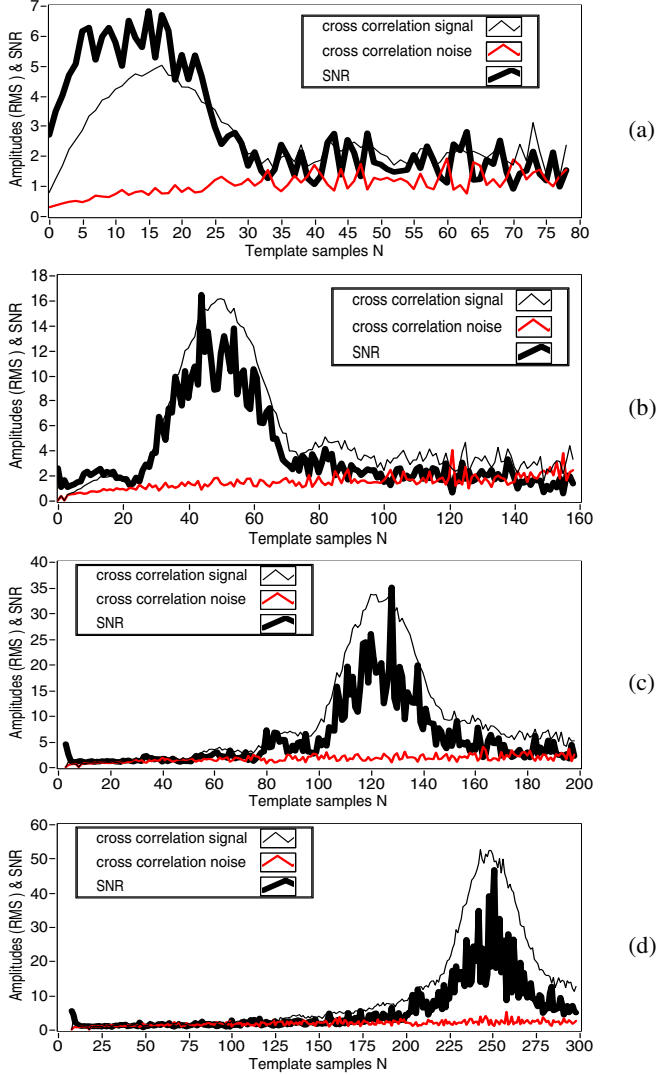 7
6
5
4
3
2
1
0
Amplitudes (RMS ) & SNR
cross correlation signal
cross correlation noise
SNR
0 5 10 15 20 25 30 35 40 45 50 55 60 65 70 75 80
Template samples N
(a)
18
16
14
12
10
8
6
4
2
0
Amplitudes (RMS ) & SNR
cross correlation signal
cross correlation noise
SNR
0 20 40 60 80 100 120 140 160
Template samples N
(b)
40
35
30
25
20
15
10
5
0
Amplitudes (RMS ) & SNR
cross correlation signal
cross correlation noise
SNR
0 20 40 60 80 100 120 140 160 180 200
Template samples N
(c)
60
50
40
30
20
10
0
Amplitudes (RMS ) & SNR
cross correlation signal
cross correlation noise
SNR
0 25 50 75 100 125 150 175 200 225 250 275 300
Template samples N
(d)